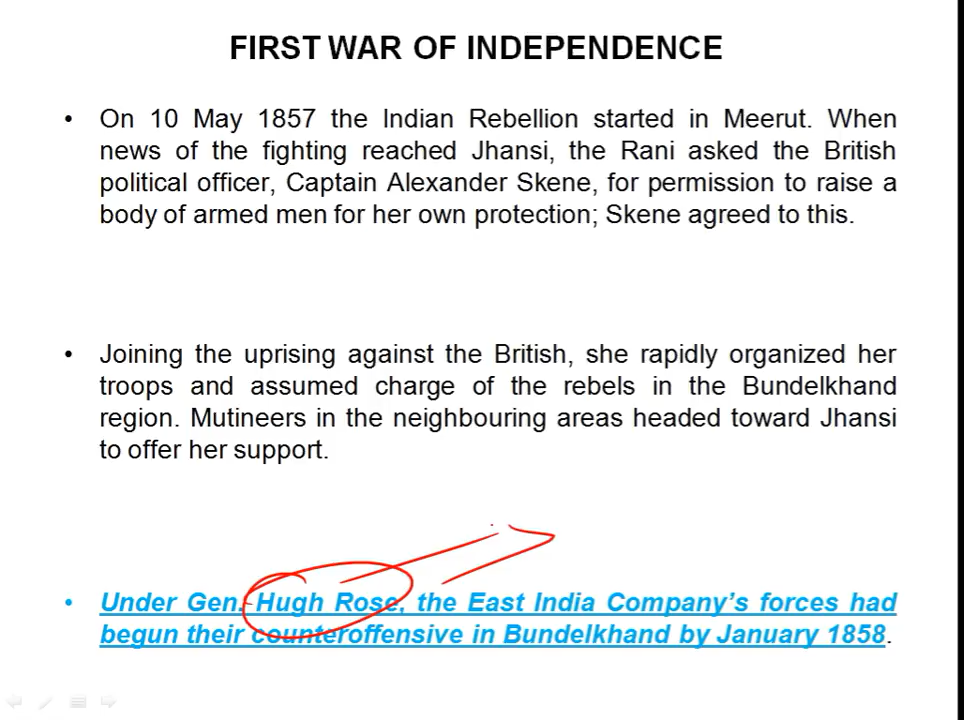 FIRST WAR OF INDEPENDENCE
• On 10 May 1857 the Indian Rebellion started in Meerut. When
news of the fighting reached Jhansi, the Rani asked the British
political officer, Captain Alexander Skene, for permission to raise a
body of armed men for her own protection; Skene agreed to this.
• Joining the uprising against the British, she rapidly organized her
troops and assumed charge of the rebels in the Bundelkhand
region. Mutineers in the neighbouring areas headed toward Jhansi
to offer her support.
• Under Gen. Hugh Rose, the East India Company’s forces had
begun their counteroffensive in Bundelkhand by January 1858.